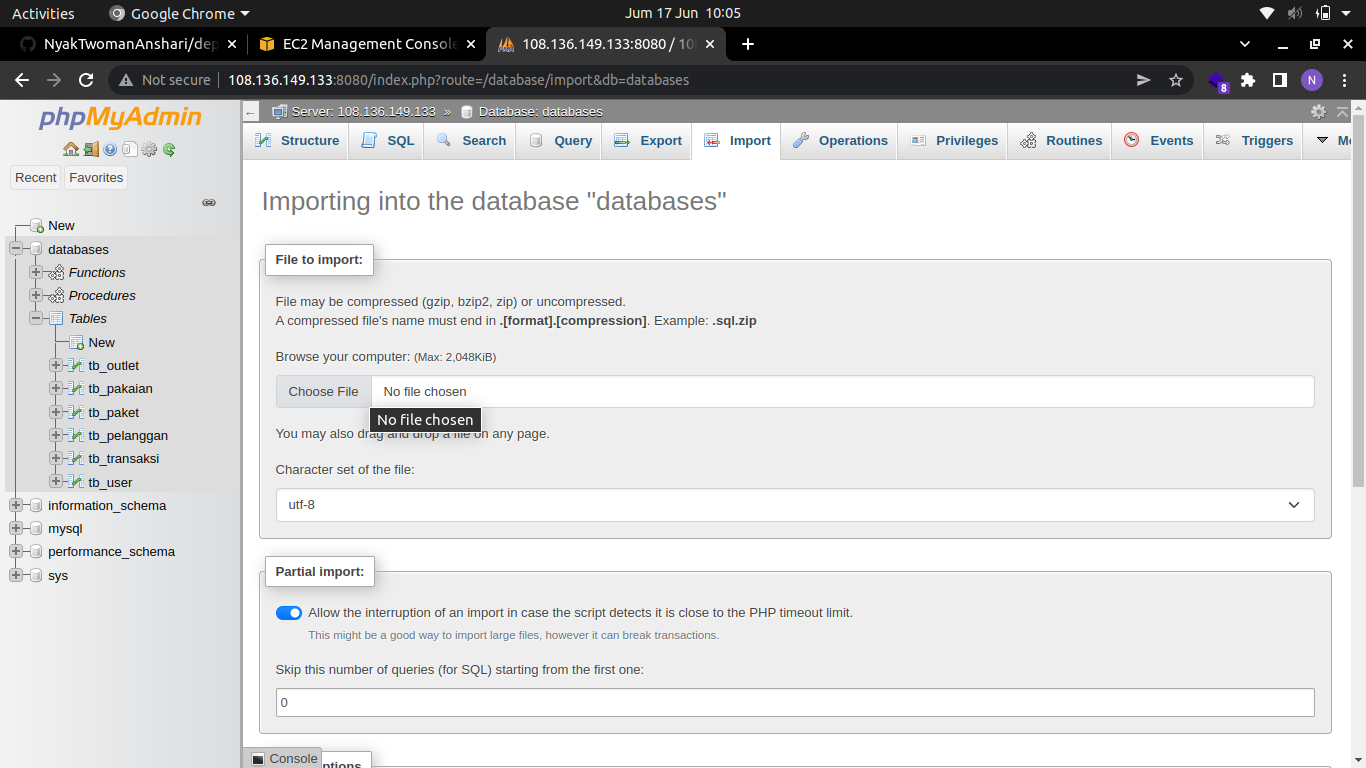 Activities Google Chrome Jum 17 Jun 10:05
NyakTwomanAnshari/dep EC2 Management Console 108.136.149.133:8080 / 10
Not secure 108.136.149.133:8080/index.php?route=/database/import&db=databases N
8
phpMyAdmin
Recent Favorites
New
databases
Functions
Procedures
Tables
New
tb_outlet
tb_pakaian
tb_paket
tb_pelanggan
tb_transaksi
tb_user
information_schema
mysql
performance_schema
sys
Server: 108.136.149.133 » Database: databases
Structure SQL Search Query Export Import Operations Privileges Routines Events Triggers
Importing into the database "databases"
File to import:
File may be compressed (gzip, bzip2, zip) or uncompressed.
A compressed file's name must end in .[format].[compression]. Example: .sql.zip
Browse your computer: (Max: 2,048KiB)
Choose File No file chosen
No file chosen
You may also drag and drop a file on any page.
Character set of the file:
utf-8
Partial import:
Allow the interruption of an import in case the script detects it is close to the PHP timeout limit.
This might be a good way to import large files, however it can break transactions.
Skip this number of queries (for SQL) starting from the first one:
0
Console